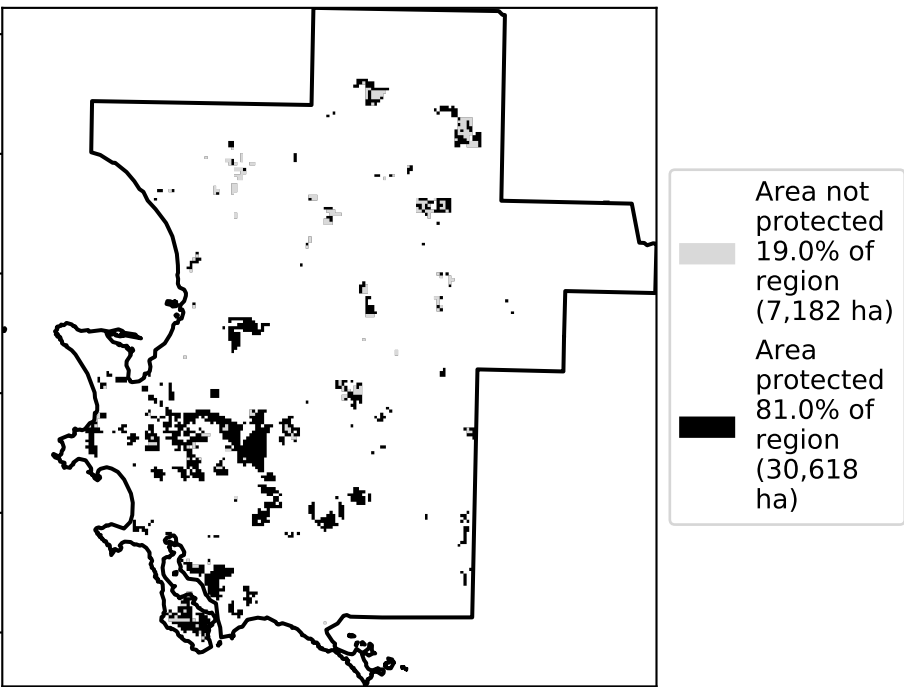 Area not
protected
19.0% of
region
(7,182 ha)
Area
protected
81.0% of
region
(30,618
ha)